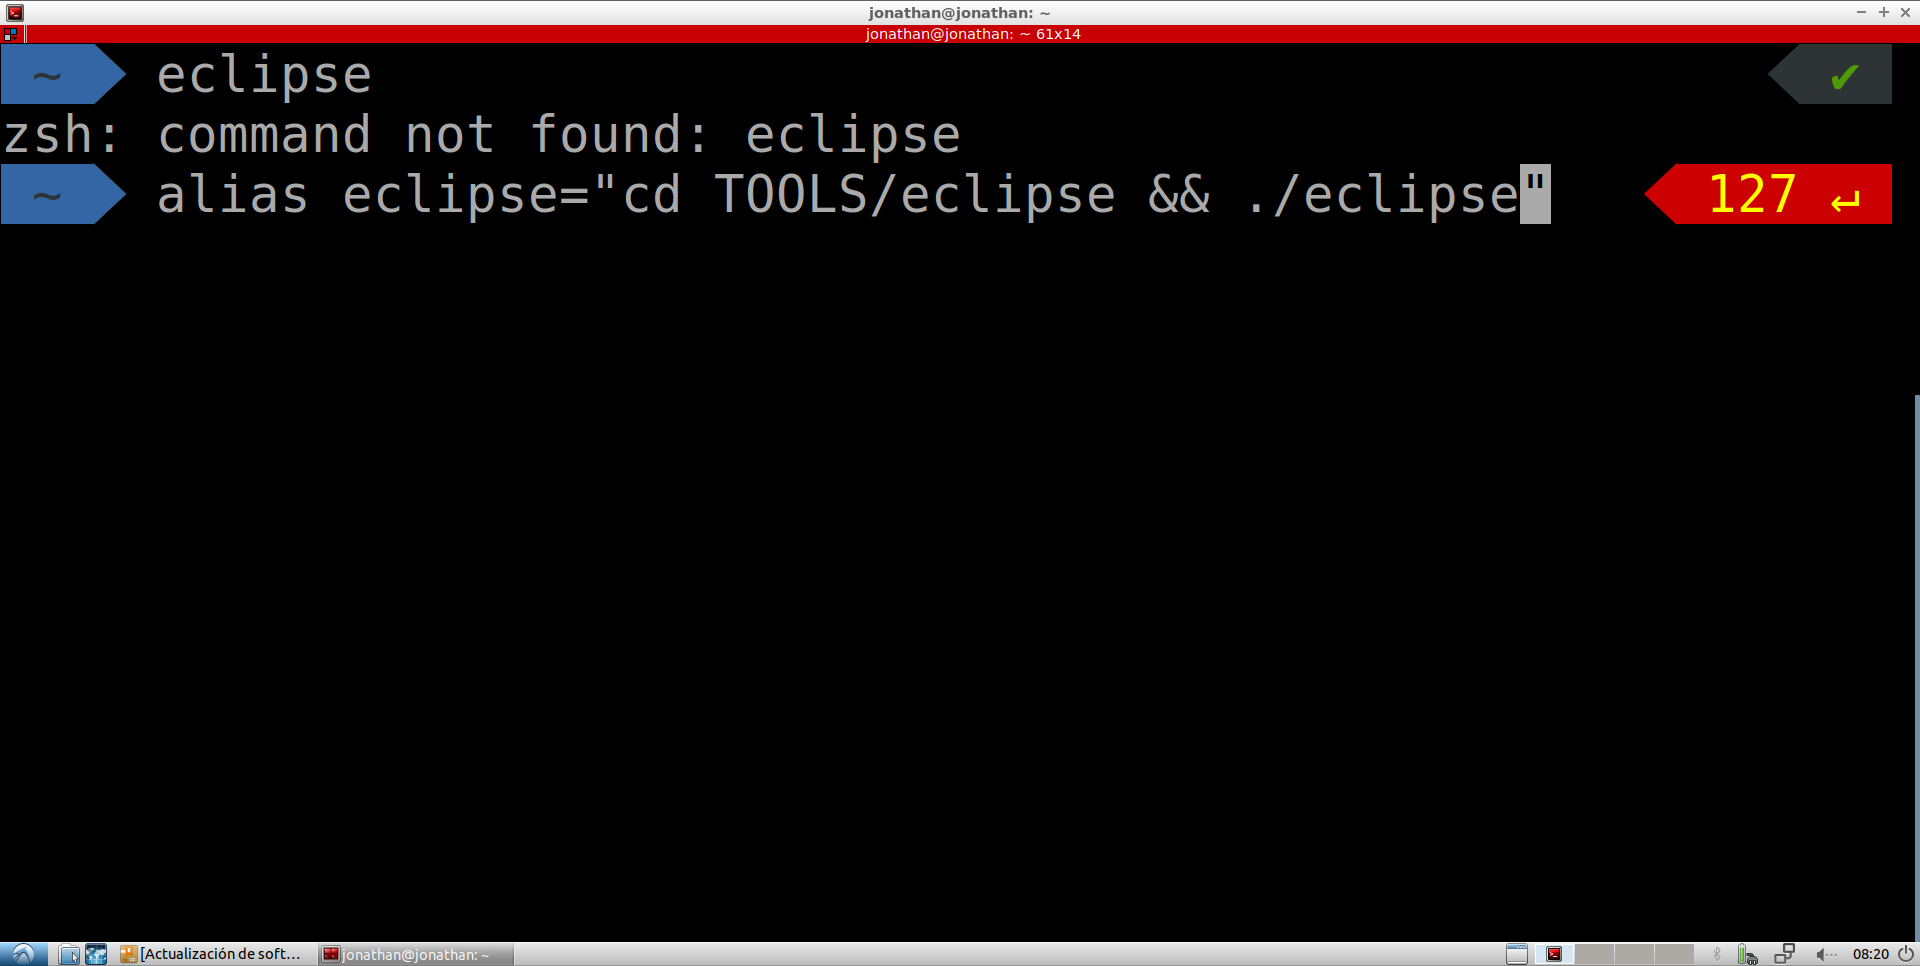 jonathan@jonathan: ~
jonathan@jonathan: ~ 61x14
~ eclipse ✔
zsh: command not found: eclipse
~ alias eclipse="cd TOOLS/eclipse && ./eclipse" 127 ↵
[Actualización de soft...
jonathan@jonathan: ~
08:20